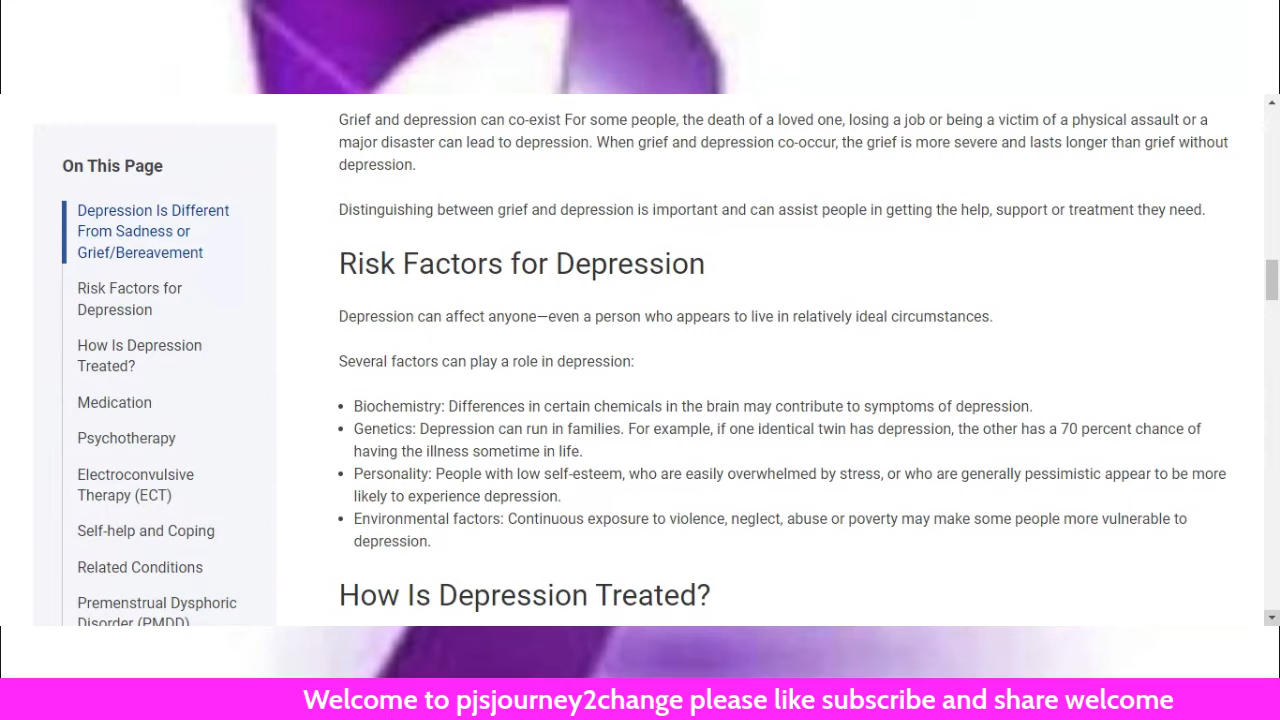 Grief and depression can co-exist For some people, the death of a loved one, losing a job or being a victim of a physical assault or a
major disaster can lead to depression. When grief and depression co-occur, the grief is more severe and lasts longer than grief without
depression.
Distinguishing between grief and depression is important and can assist people in getting the help, support or treatment they need.
Risk Factors for Depression
Depression can affect anyone—even a person who appears to live in relatively ideal circumstances.
Several factors can play a role in depression:
• Biochemistry: Differences in certain chemicals in the brain may contribute to symptoms of depression.
• Genetics: Depression can run in families. For example, if one identical twin has depression, the other has a 70 percent chance of
having the illness sometime in life.
• Personality: People with low self-esteem, who are easily overwhelmed by stress, or who are generally pessimistic appear to be more
likely to experience depression.
• Environmental factors: Continuous exposure to violence, neglect, abuse or poverty may make some people more vulnerable to
depression.
How Is Depression Treated?
On This Page
Depression Is Different
From Sadness or
Grief/Bereavement
Risk Factors for
Depression
How Is Depression
Treated?
Medication
Psychotherapy
Electroconvulsive
Therapy (ECT)
Self-help and Coping
Related Conditions
Premenstrual Dysphoric
Disorder (PMDD)
Welcome to pjsjourney2change please like subscribe and share welcome